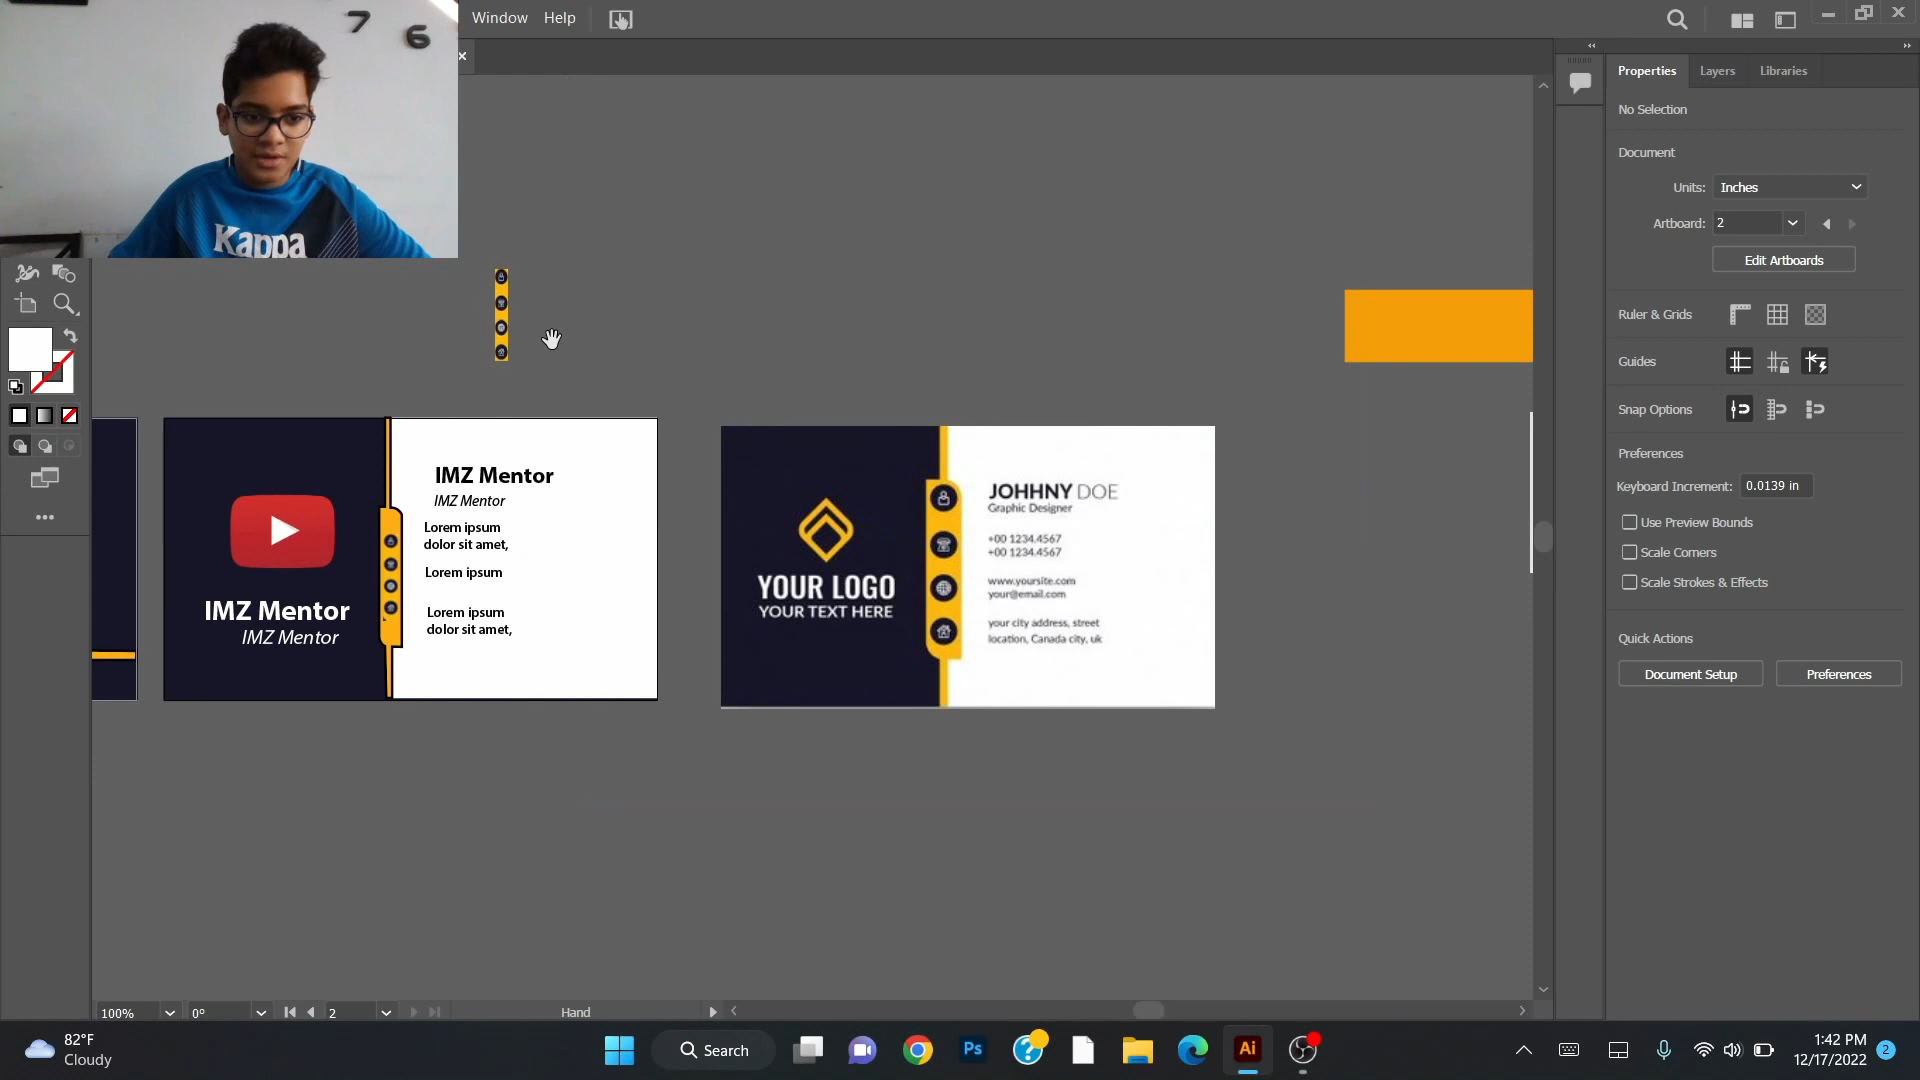 7 6
Kappa
Window Help
Properties Layers Libraries
No Selection
Document
Units: Inches
Artboard: 2
Edit Artboards
Ruler & Grids
Guides
Snap Options
Preferences
Keyboard Increment: 0.0139 in
Use Preview Bounds
Scale Corners
Scale Strokes & Effects
Quick Actions
Document Setup Preferences
IMZ Mentor
IMZ Mentor
IMZ Mentor
IMZ Mentor
Lorem ipsum
dolor sit amet,
Lorem ipsum
Lorem ipsum
dolor sit amet,
YOUR LOGO
YOUR TEXT HERE
JOHHNY DOE
Graphic Designer
+00 1234.4567
+00 1234.4567
www.yoursite.com
your@email.com
your city address, street
location, Canada city, uk
100% 0° 2 Hand
82°F
Cloudy
Search
Ps
Ai
1:42 PM
12/17/2022
2